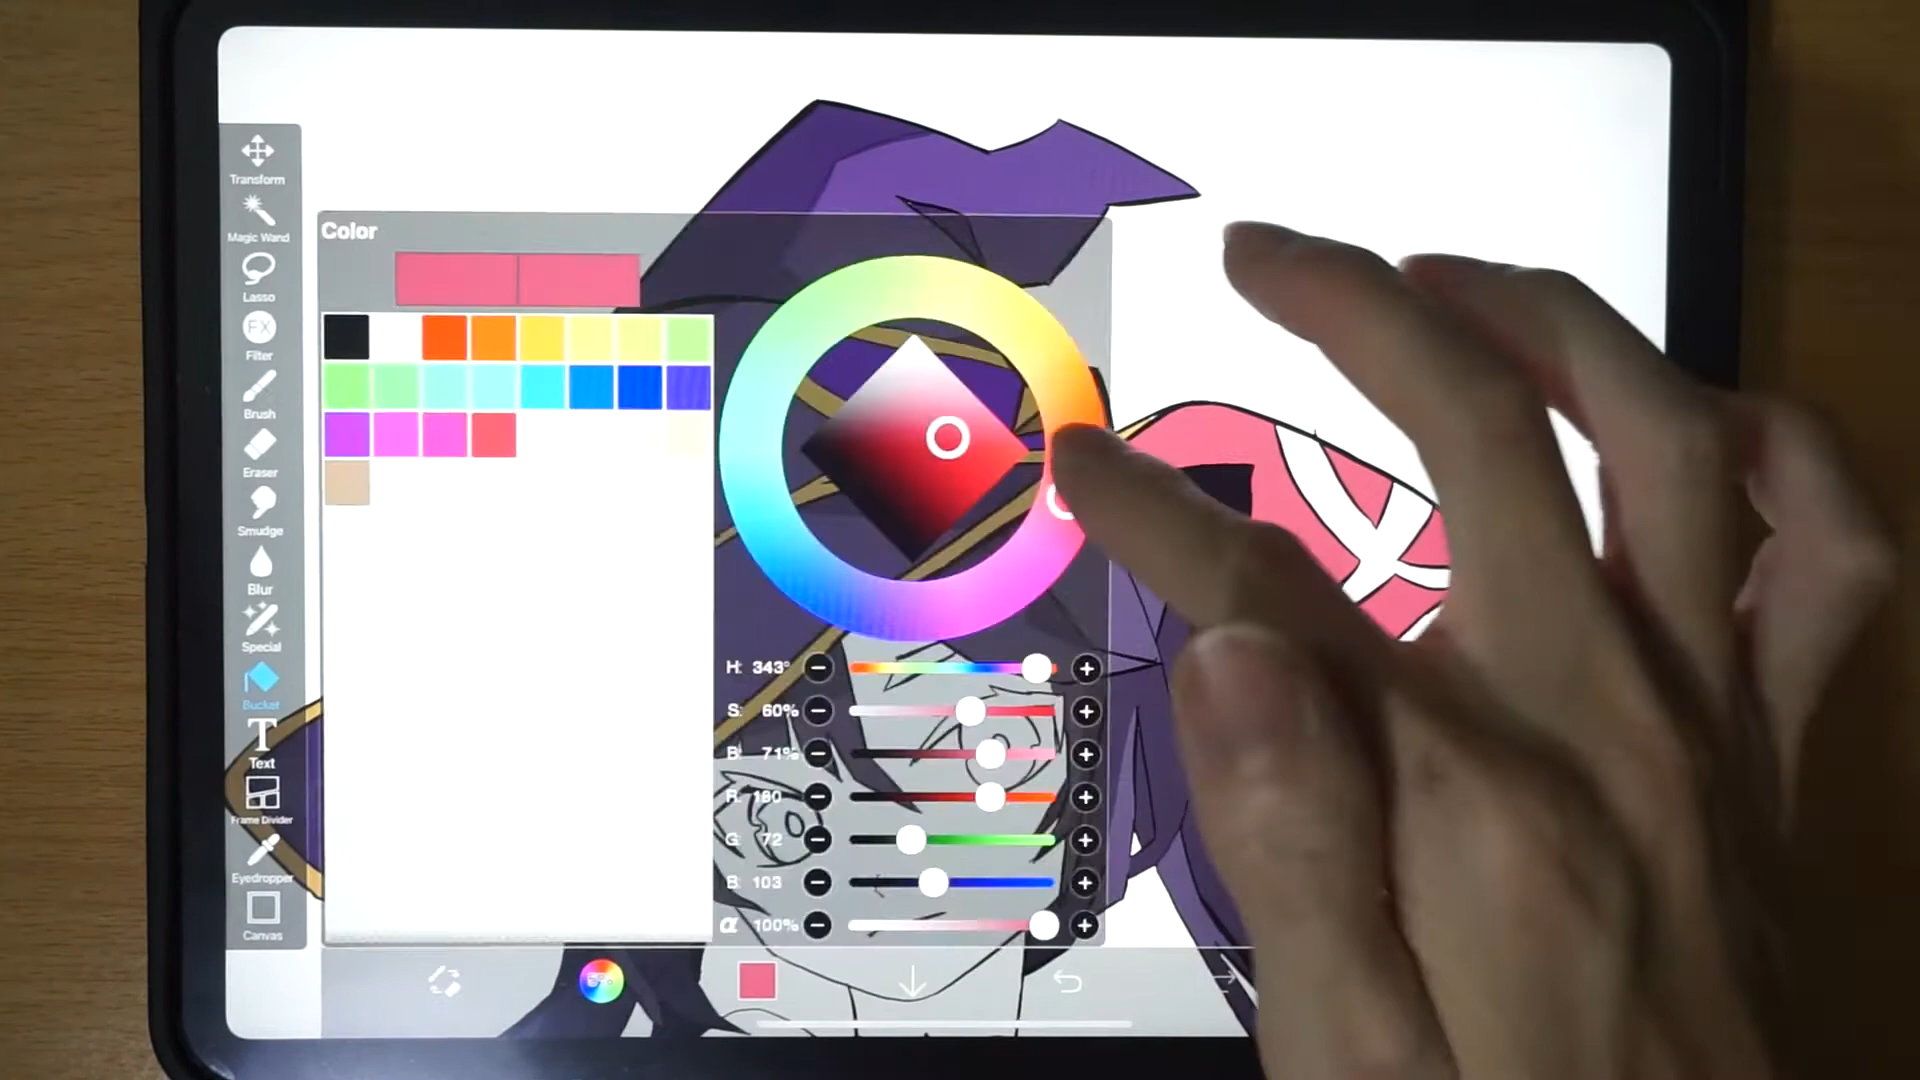 Transform
Magic Wand
Lasso
FX
Filter
Brush
Eraser
Smudge
Blur
Special
Bucket
T
Text
Frame Divider
Eyedropper
Canvas
Color
H: 343°
S: 60%
B: 71%
R: 180
G: 72
B: 103
α 100%